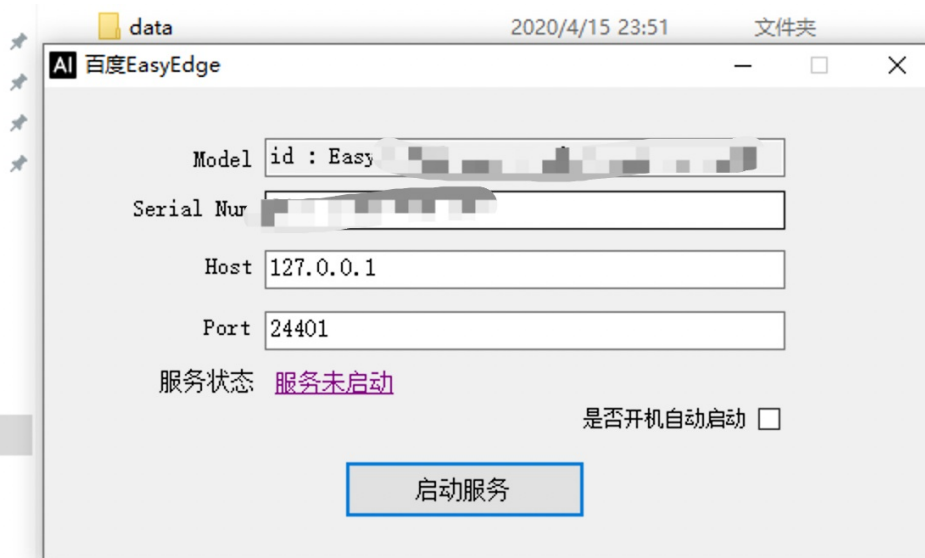 data 2020/4/15 23:51 文件夹
AI 百度EasyEdge
Model id : Easy
Serial Num
Host 127.0.0.1
Port 24401
服务状态 服务未启动
是否开机自动启动
启动服务